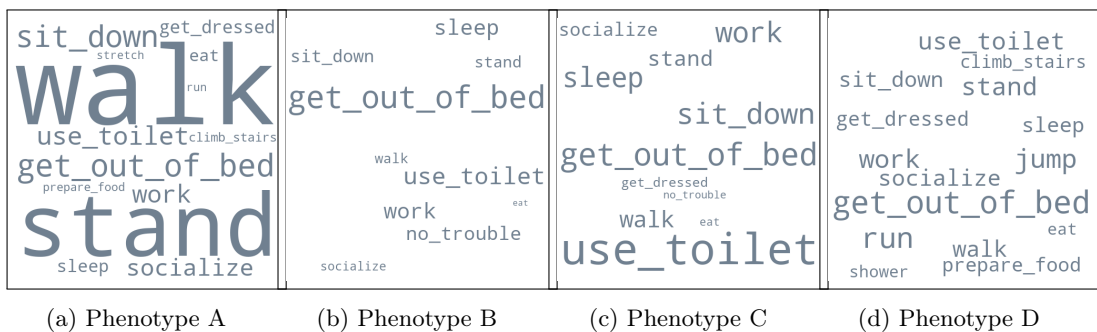 sit_down get_dressed
stretch eat
walk
run
use_toilet climb_stairs
get_out_of_bed
prepare_food work
stand
sleep socialize
(a) Phenotype A
sleep
sit_down stand
get_out_of_bed
walk
use_toilet
eat
work
no_trouble
socialize
(b) Phenotype B
socialize work
stand
sleep
sit_down
get_out_of_bed
get_dressed
no_trouble
walk eat
use_toilet
(c) Phenotype C
use_toilet
climb_stairs
sit_down stand
get_dressed sleep
work jump
socialize
get_out_of_bed
eat
run
walk
shower prepare_food
(d) Phenotype D